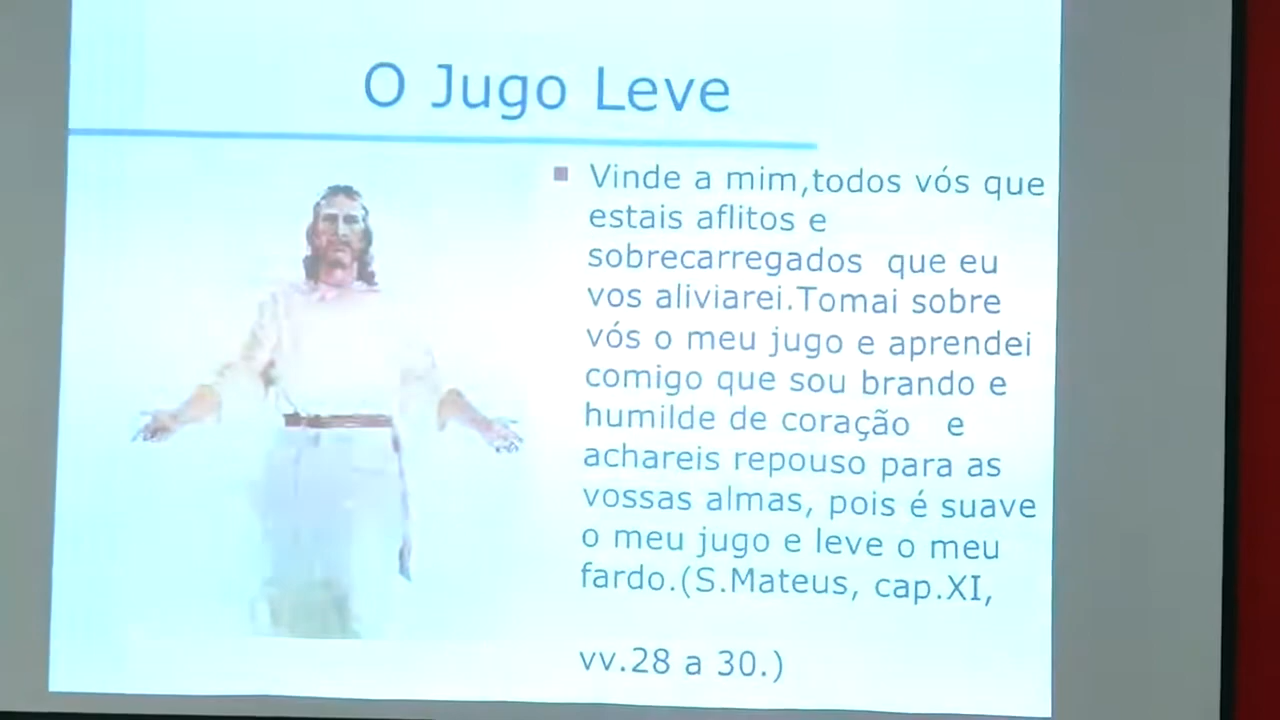 O Jugo Leve
Vinde a mim,todos vós que
estais aflitos e
sobrecarregados  que eu
vos aliviarei.Tomai sobre
vós o meu jugo e aprendei
comigo que sou brando e
humilde de coração   e
achareis repouso para as
vossas almas, pois é suave
o meu jugo e leve o meu
fardo.(S.Mateus, cap.XI,
vv.28 a 30.)